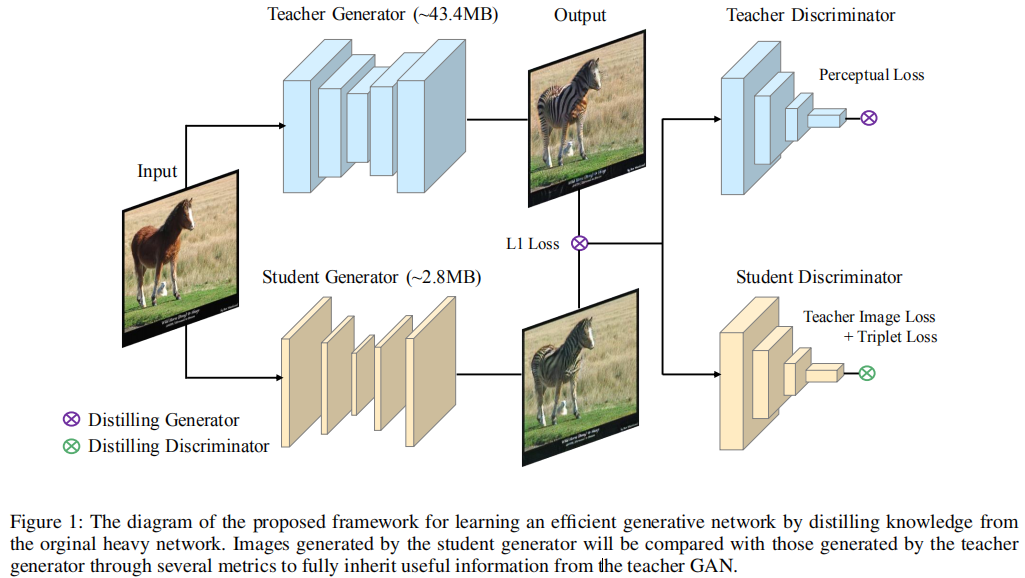 Teacher Generator (~43.4MB)
Output
Teacher Discriminator
Perceptual Loss
Input
L1 Loss
Student Generator (~2.8MB)
Student Discriminator
Teacher Image Loss
+ Triplet Loss
Distilling Generator
Distilling Discriminator
Figure 1: The diagram of the proposed framework for learning an efficient generative network by distilling knowledge from
the orginal heavy network. Images generated by the student generator will be compared with those generated by the teacher
generator through several metrics to fully inherit useful information from the teacher GAN.